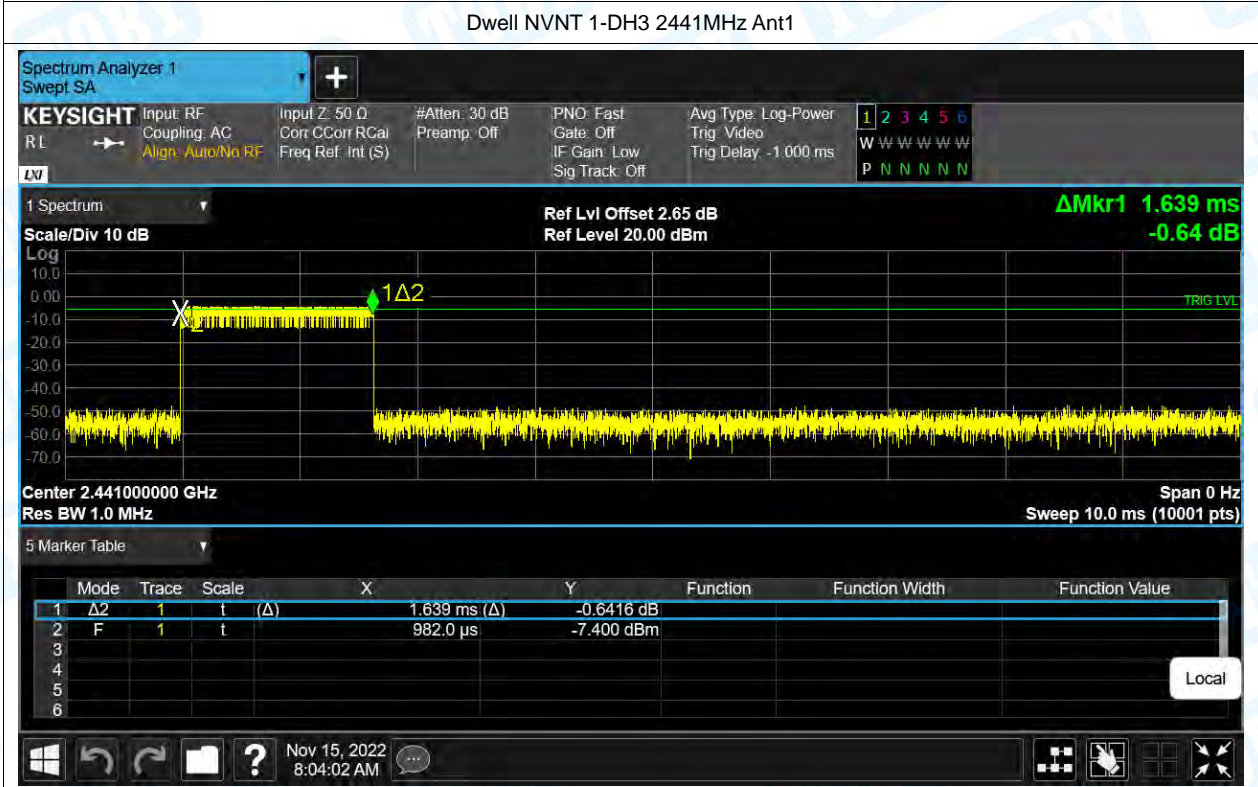 Dwell NVNT 1-DH3 2441MHz Ant1
Spectrum Analyzer 1
Swept SA
+
KEYSIGHT
R L
LXI
Input: RF
Coupling: AC
Align: Auto/No RF
Input Z: 50 Ω
Corr CCorr RCal
Freq Ref: Int (S)
#Atten: 30 dB
Preamp: Off
PNO: Fast
Gate: Off
IF Gain: Low
Sig Track: Off
Avg Type: Log-Power
Trig: Video
Trig Delay: -1.000 ms
1 2 3 4 5 6
W W W W W W
P N N N N N
1 Spectrum
Scale/Div 10 dB
Ref Lvl Offset 2.65 dB
Ref Level 20.00 dBm
ΔMkr1 1.639 ms
-0.64 dB
Log
10.0
0.00
-10.0
-20.0
-30.0
-40.0
-50.0
-60.0
-70.0
X
2
1Δ2
TRIG LVL
Center 2.441000000 GHz
Res BW 1.0 MHz
Span 0 Hz
Sweep 10.0 ms (10001 pts)
5 Marker Table
Mode Trace Scale X Y Function Function Width Function Value
1 Δ2 1 t (Δ) 1.639 ms (Δ) -0.6416 dB
2 F 1 t 982.0 µs -7.400 dBm
3
4
5
6
Local
?
Nov 15, 2022
8:04:02 AM